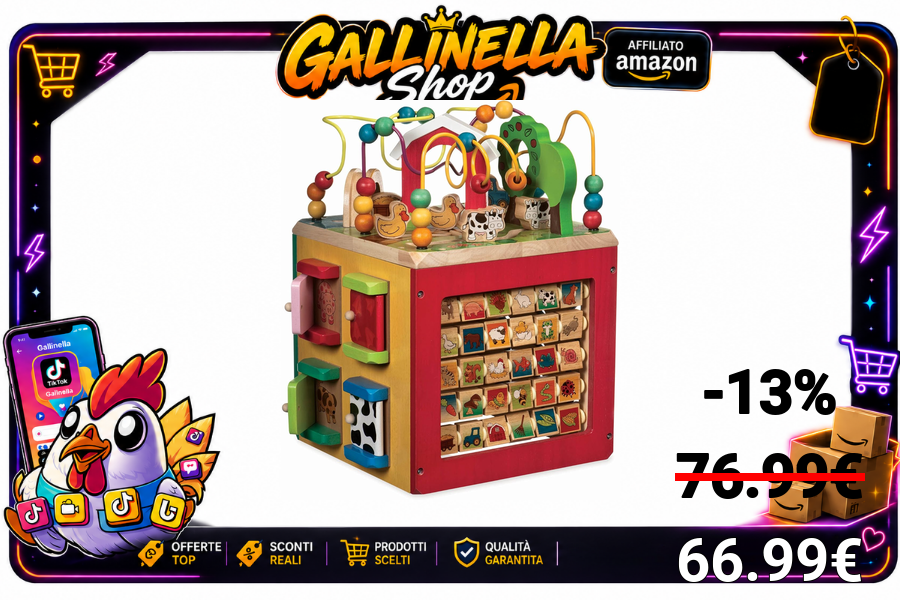 GALLINELLA
Shop
AFFILIATO
amazon
Gallinella
TikTok
Gallinella
-13%
76.99€
66.99€
OFFERTE
TOP
SCONTI
REALI
PRODOTTI
SCELTI
QUALITÀ
GARANTITA